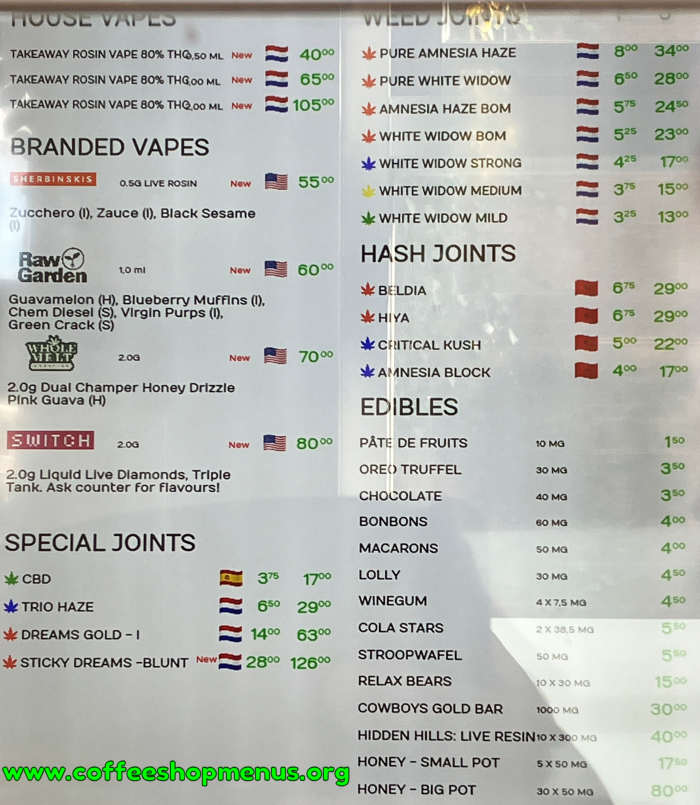 HOUSE VAPES
TAKEAWAY ROSIN VAPE 80% THC 0,50 ML New 40⁰⁰
TAKEAWAY ROSIN VAPE 80% THC ,00 ML New 65⁰⁰
TAKEAWAY ROSIN VAPE 80% THC ,00 ML New 105⁰⁰
BRANDED VAPES
SHERBINSKIS 0.5G LIVE ROSIN New 55⁰⁰
Zucchero (I), Zauce (I), Black Sesame
(I)
Raw
Garden 1,0 ml New 60⁰⁰
Guavamelon (H), Blueberry Muffins (I),
Chem Diesel (S), Virgin Purps (I),
Green Crack (S)
WHOLE
MELT 2.0G New 70⁰⁰
2.0g Dual Champer Honey Drizzle
Pink Guava (H)
SWITCH 2.0G New 80⁰⁰
2.0g Liquid Live Diamonds, Triple
Tank. Ask counter for flavours!
SPECIAL JOINTS
CBD 3⁷⁵ 17⁰⁰
TRIO HAZE 6⁵⁰ 29⁰⁰
DREAMS GOLD - I 14⁰⁰ 63⁰⁰
STICKY DREAMS -BLUNT New 28⁰⁰ 126⁰⁰
WEED JOINTS 1 5
PURE AMNESIA HAZE 8⁰⁰ 34⁰⁰
PURE WHITE WIDOW 6⁵⁰ 28⁰⁰
AMNESIA HAZE BOM 5⁷⁵ 24⁵⁰
WHITE WIDOW BOM 5²⁵ 23⁰⁰
WHITE WIDOW STRONG 4²⁵ 17⁰⁰
WHITE WIDOW MEDIUM 3⁷⁵ 15⁰⁰
WHITE WIDOW MILD 3²⁵ 13⁰⁰
HASH JOINTS
BELDIA 6⁷⁵ 29⁰⁰
HIYA 6⁷⁵ 29⁰⁰
CRITICAL KUSH 5⁰⁰ 22⁰⁰
AMNESIA BLOCK 4⁰⁰ 17⁰⁰
EDIBLES
PÂTE DE FRUITS 10 MG 1⁵⁰
OREO TRUFFEL 30 MG 3⁵⁰
CHOCOLATE 40 MG 3⁵⁰
BONBONS 60 MG 4⁰⁰
MACARONS 50 MG 4⁰⁰
LOLLY 30 MG 4⁵⁰
WINEGUM 4 X 7,5 MG 4⁵⁰
COLA STARS 2 X 38,5 MG 5⁵⁰
STROOPWAFEL 50 MG 5⁵⁰
RELAX BEARS 10 X 30 MG 15⁰⁰
COWBOYS GOLD BAR 1000 MG 30⁰⁰
HIDDEN HILLS: LIVE RESIN 10 X 300 MG 40⁰⁰
HONEY - SMALL POT 5 X 50 MG 17⁵⁰
HONEY - BIG POT 30 X 50 MG 80⁰⁰
www.coffeeshopmenus.org